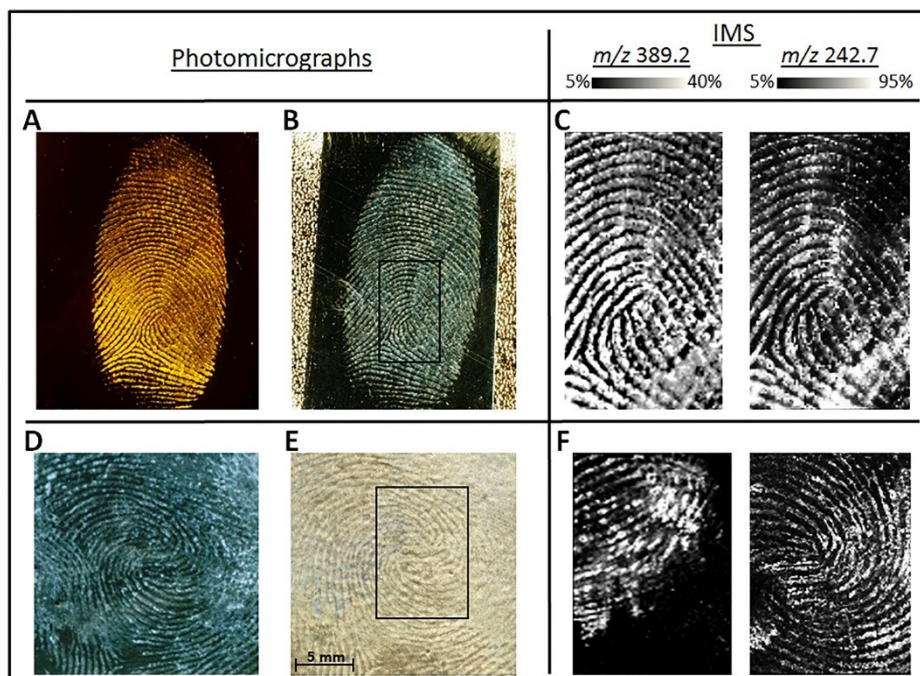 Photomicrographs
IMS
m/z 389.2
m/z 242.7
5% 40%
5% 95%
A
B
C
D
E
F
5 mm